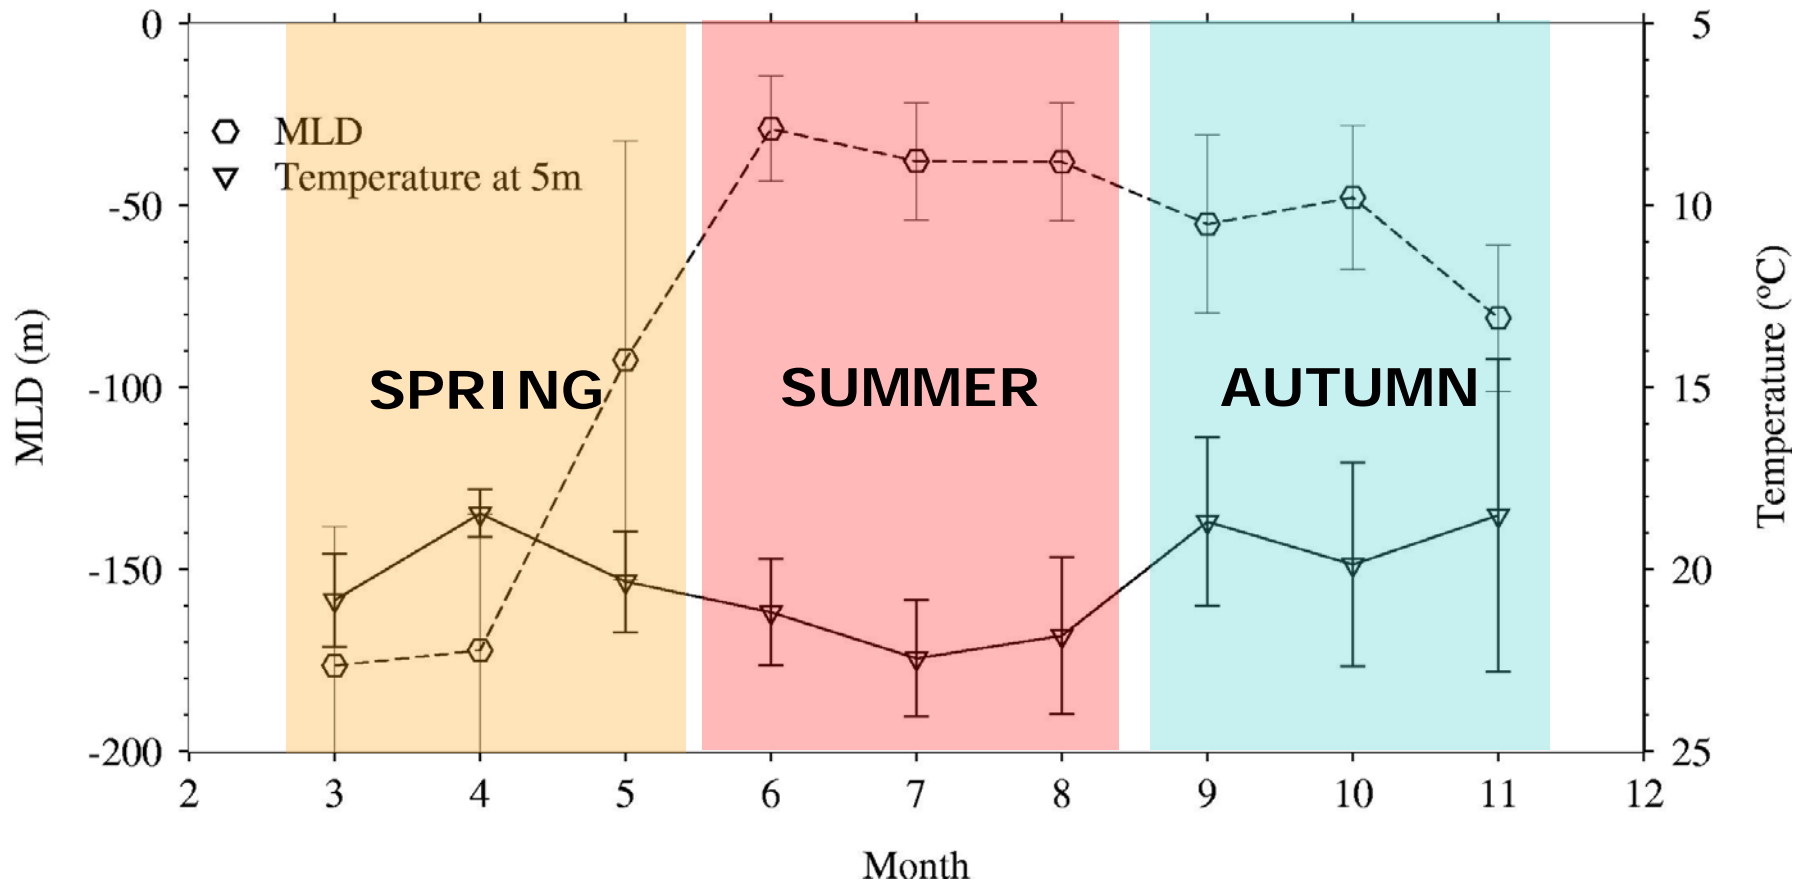 0
-50
-100
-150
-200
MLD (m)
MLD
Temperature at 5m
SPRING
SUMMER
AUTUMN
5
10
15
20
25
Temperature (ºC)
2 3 4 5 6 7 8 9 10 11 12
Month